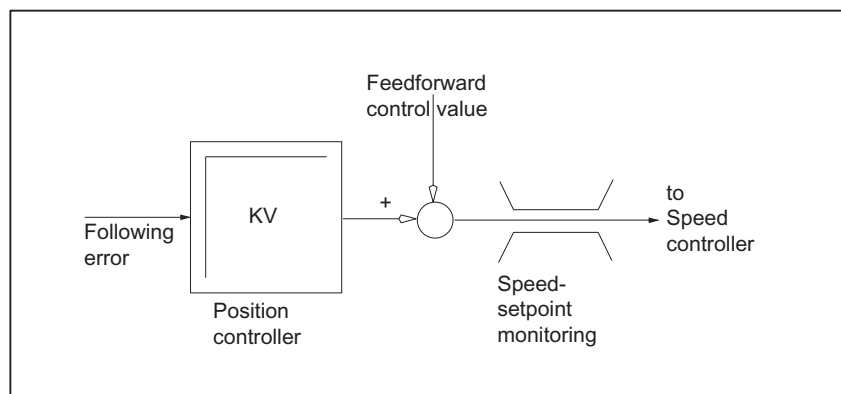 Feedforward
control value
+
KV
to
Speed
controller
Following
error
Position
controller
Speed-
setpoint
monitoring